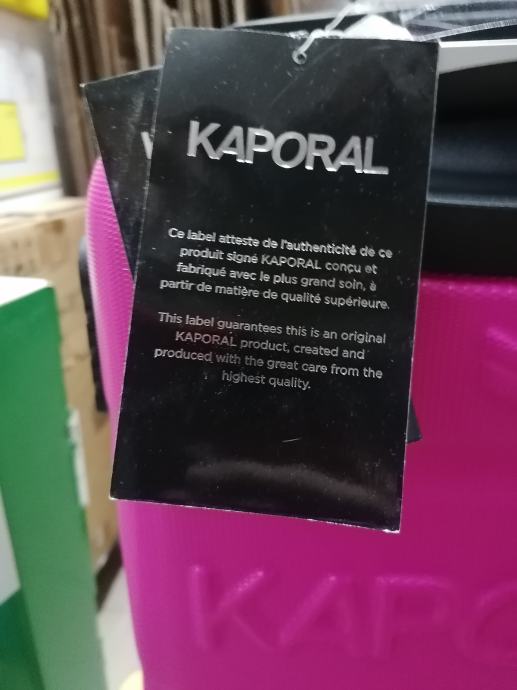 KAPORAL
Ce label atteste de l'authenticité de ce
produit signé KAPORAL conçu et
fabriqué avec le plus grand soin, à
partir de matière de qualité supérieure.
This label guarantees this is an original
KAPORAL product, created and
produced with the great care from the
highest quality.
KAPO